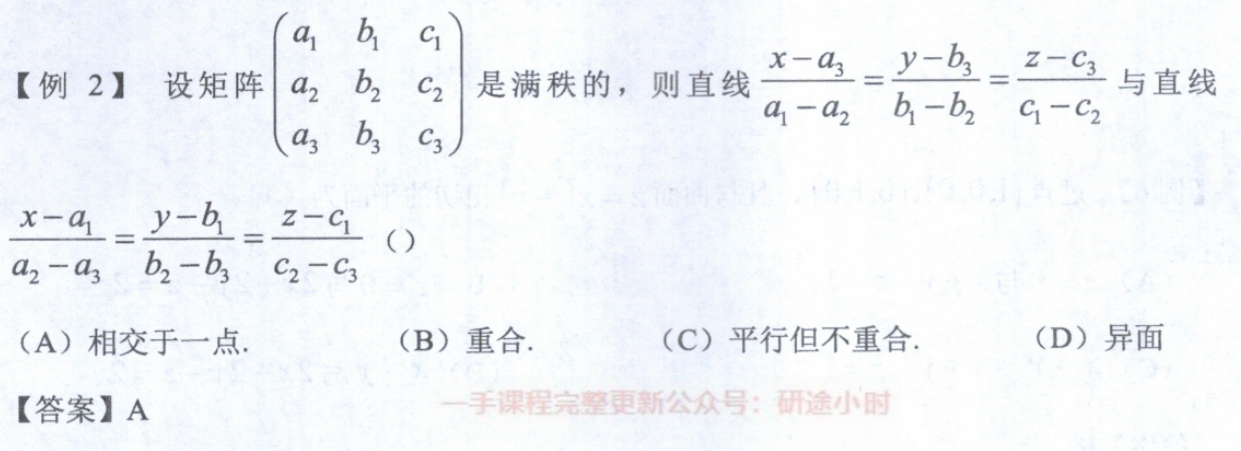 【例 2】 设矩阵 $\begin{pmatrix} a_1 & b_1 & c_1 \\ a_2 & b_2 & c_2 \\ a_3 & b_3 & c_3 \end{pmatrix}$ 是满秩的，则直线 $\frac{x-a_3}{a_1-a_2}=\frac{y-b_3}{b_1-b_2}=\frac{z-c_3}{c_1-c_2}$ 与直线
$\frac{x-a_1}{a_2-a_3}=\frac{y-b_1}{b_2-b_3}=\frac{z-c_1}{c_2-c_3}$（）
（A）相交于一点. （B）重合. （C）平行但不重合. （D）异面
【答案】A
一手课程完整更新公众号：研途小时